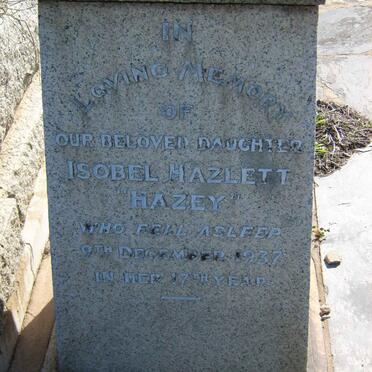 IN
LOVING MEMORY
OF
OUR BELOVED DAUGHTER
ISOBEL HAZLETT
"HAZEY"
WHO FELL ASLEEP
9TH DECEMBER 1937
IN HER 17TH YEAR